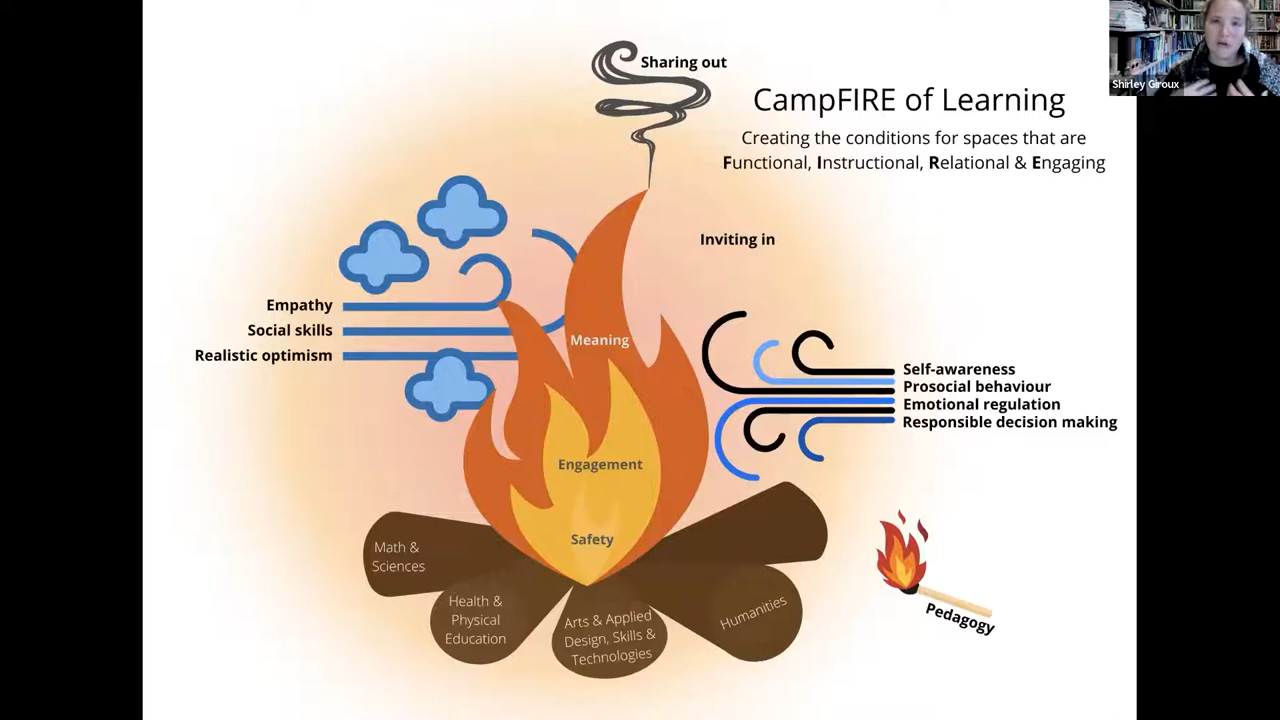 Sharing out
CampFIRE of Learning
Creating the conditions for spaces that are
Functional, Instructional, Relational & Engaging
Shirley Giroux
Inviting in
Empathy
Social skills
Realistic optimism
Meaning
Self-awareness
Prosocial behaviour
Emotional regulation
Responsible decision making
Engagement
Safety
Math &
Sciences
Health &
Physical
Education
Arts & Applied
Design, Skills &
Technologies
Humanities
Pedagogy